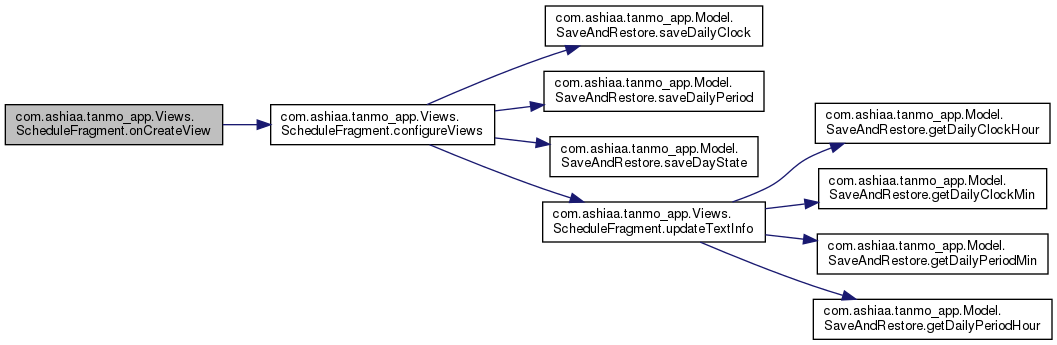 com.ashiaa.tanmo_app.Views.
ScheduleFragment.onCreateView
com.ashiaa.tanmo_app.Views.
ScheduleFragment.configureViews
com.ashiaa.tanmo_app.Model.
SaveAndRestore.saveDailyClock
com.ashiaa.tanmo_app.Model.
SaveAndRestore.saveDailyPeriod
com.ashiaa.tanmo_app.Model.
SaveAndRestore.saveDayState
com.ashiaa.tanmo_app.Views.
ScheduleFragment.updateTextInfo
com.ashiaa.tanmo_app.Model.
SaveAndRestore.getDailyClockHour
com.ashiaa.tanmo_app.Model.
SaveAndRestore.getDailyClockMin
com.ashiaa.tanmo_app.Model.
SaveAndRestore.getDailyPeriodMin
com.ashiaa.tanmo_app.Model.
SaveAndRestore.getDailyPeriodHour